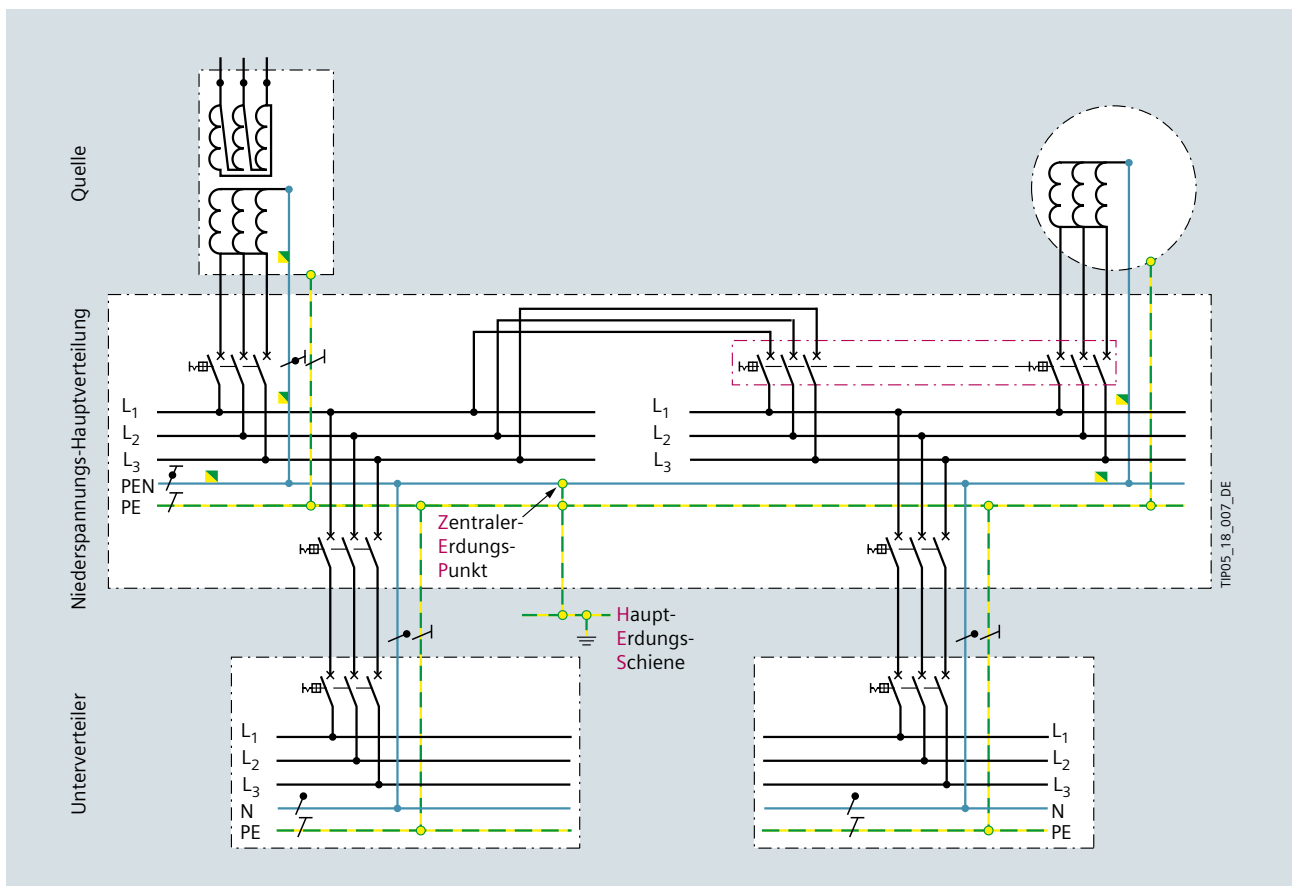 Quelle
Niederspannungs-Hauptverteilung
L1
L2
L3
PEN
PE
L1
L2
L3
Zentraler-
Erdungs-
Punkt
Haupt-
Erdungs-
Schiene
TIP05_18_007_DE
Unterverteiler
L1
L2
L3
N
PE
L1
L2
L3
N
PE